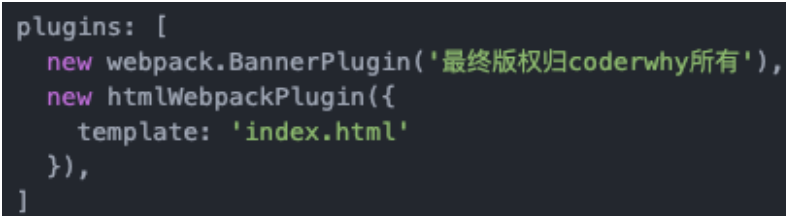 plugins: [
  new webpack.BannerPlugin('最终版权归coderwhy所有'),
  new htmlWebpackPlugin({
    template: 'index.html'
  }),
]